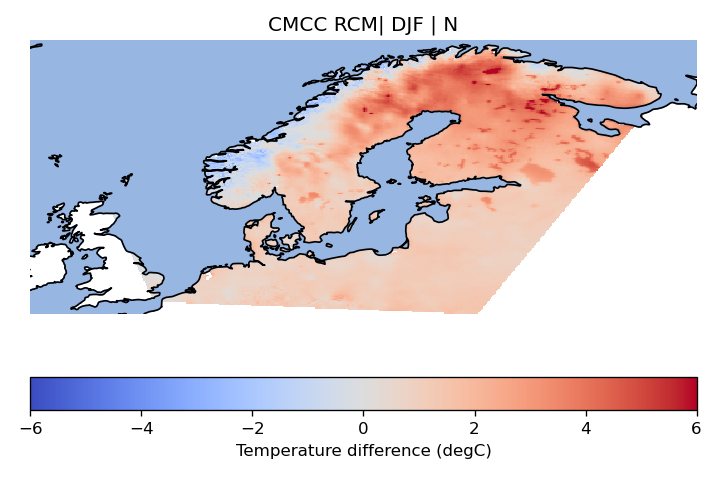 CMCC RCM| DJF | N
−6 −4 −2 0 2 4 6
Temperature difference (degC)